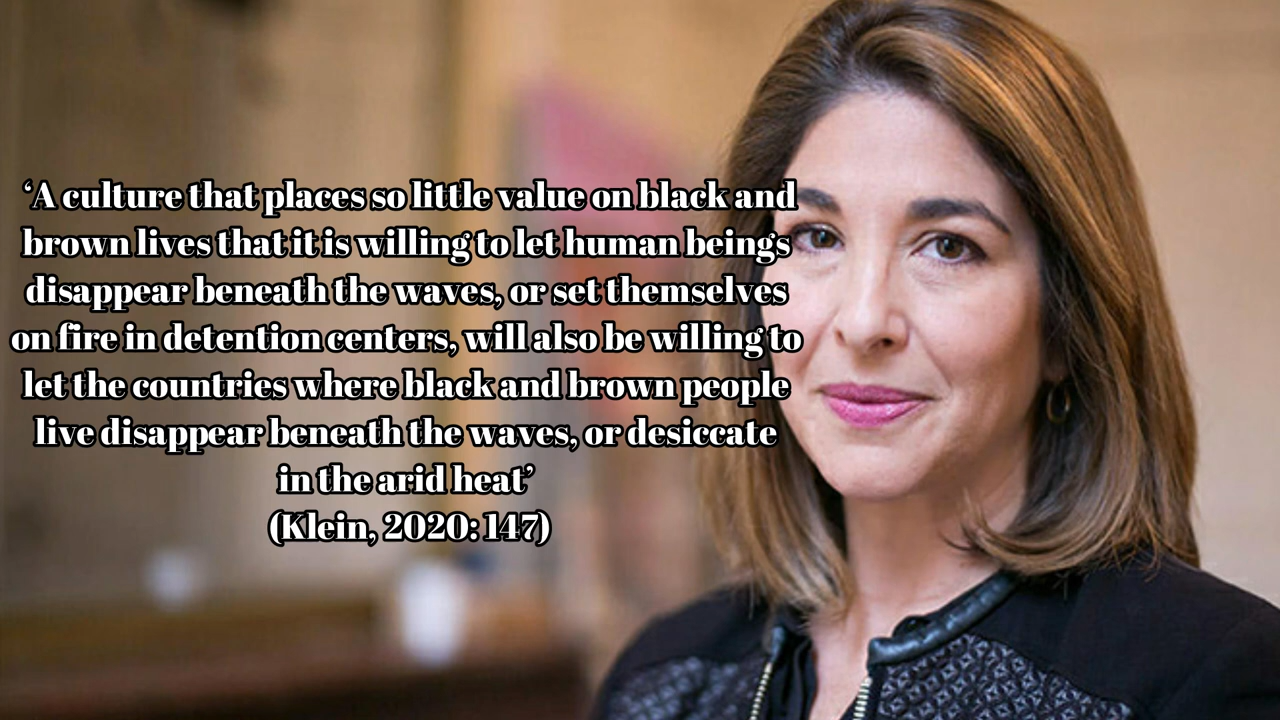 ‘A culture that places so little value on black and
brown lives that it is willing to let human beings
disappear beneath the waves, or set themselves
on fire in detention centers, will also be willing to
let the countries where black and brown people
live disappear beneath the waves, or desiccate
in the arid heat’
(Klein, 2020: 147)